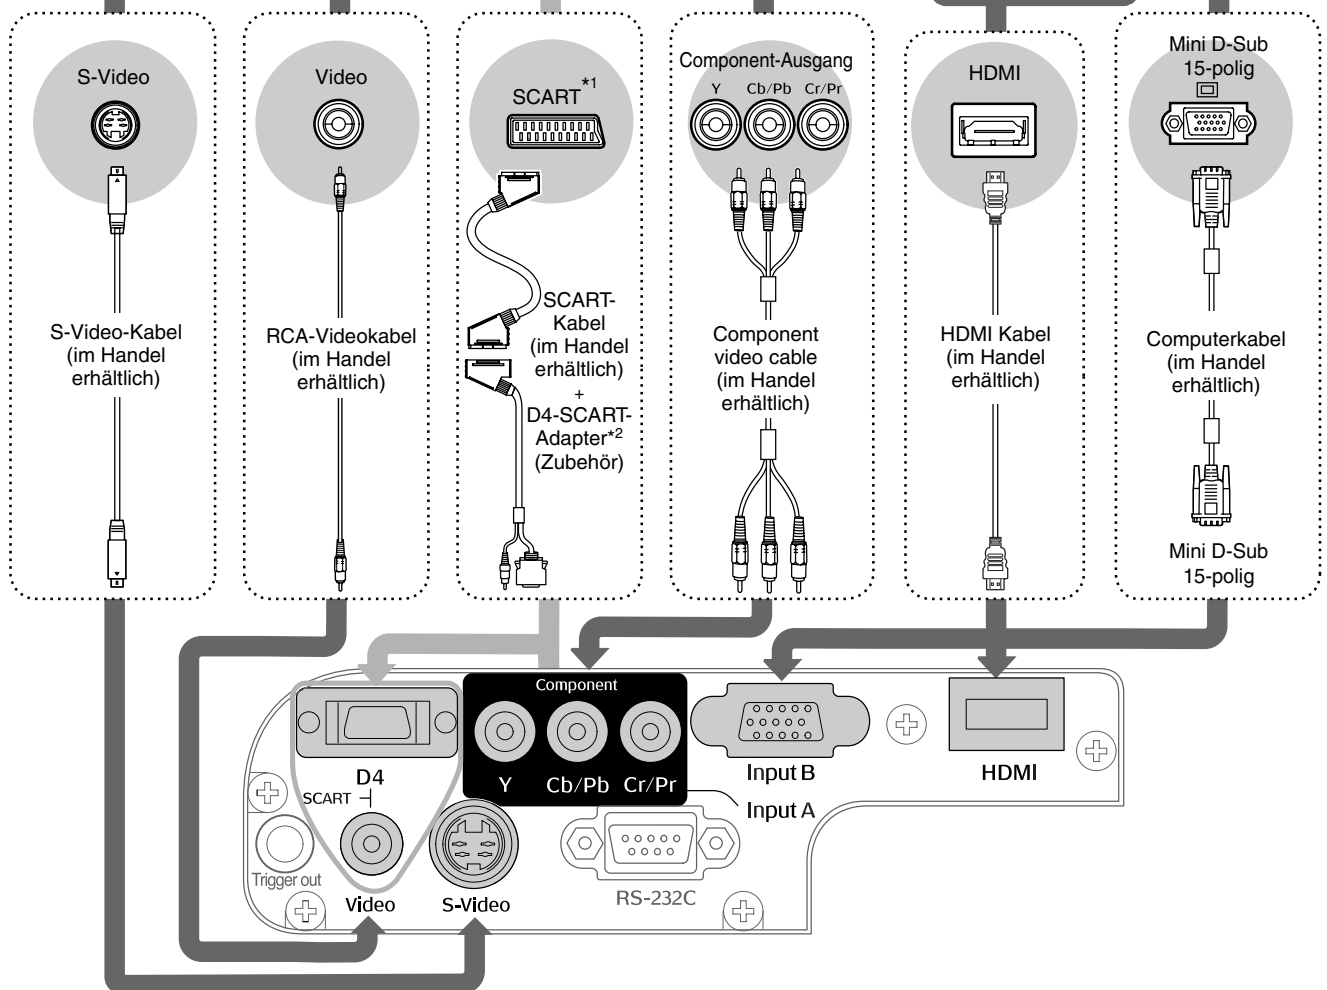 S-Video
Video
SCART*1
Component-Ausgang
Y Cb/Pb Cr/Pr
HDMI
Mini D-Sub
15-polig
S-Video-Kabel
(im Handel
erhältlich)
RCA-Videokabel
(im Handel
erhältlich)
SCART-
Kabel
(im Handel
erhältlich)
+
D4-SCART-
Adapter*2
(Zubehör)
Component
video cable
(im Handel
erhältlich)
HDMI Kabel
(im Handel
erhältlich)
Computerkabel
(im Handel
erhältlich)
Mini D-Sub
15-polig
Component
Y Cb/Pb Cr/Pr
D4
SCART
Input B
Input A
HDMI
Trigger out
Video
S-Video
RS-232C